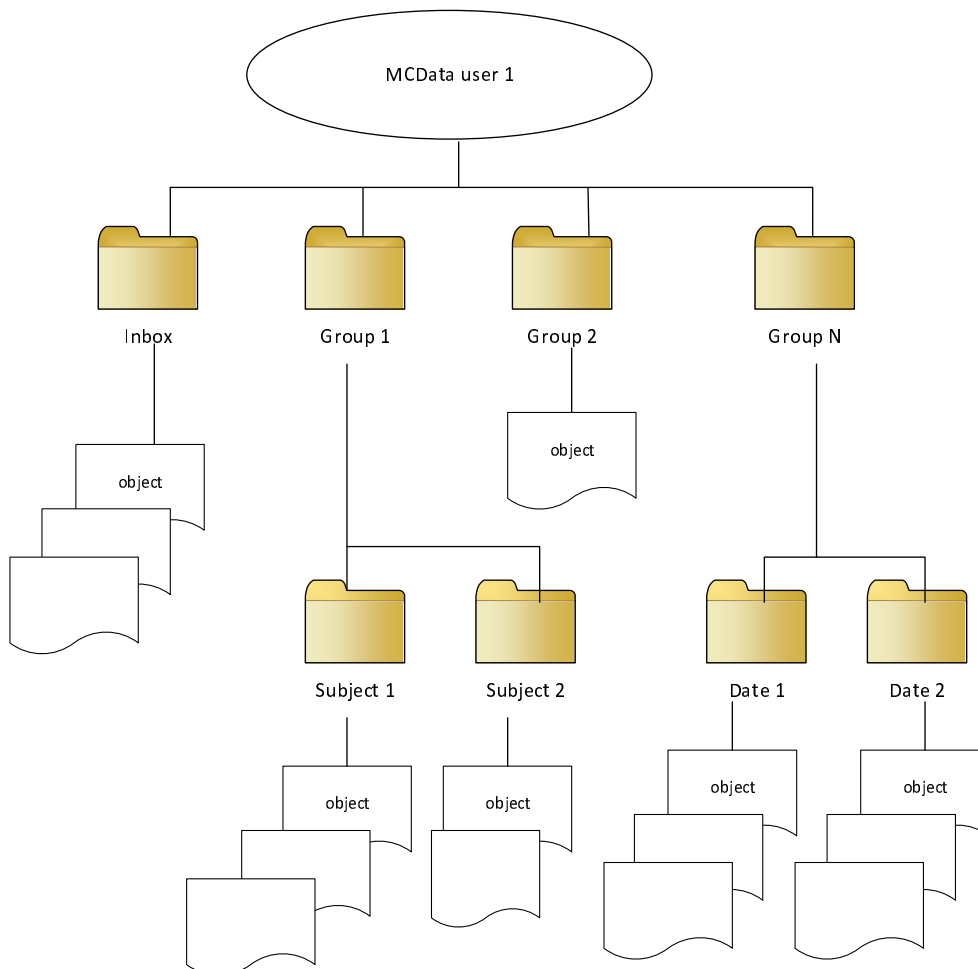 MCData user 1
Inbox
Group 1
Group 2
Group N
object
object
Subject 1
Subject 2
Date 1
Date 2
object
object
object
object